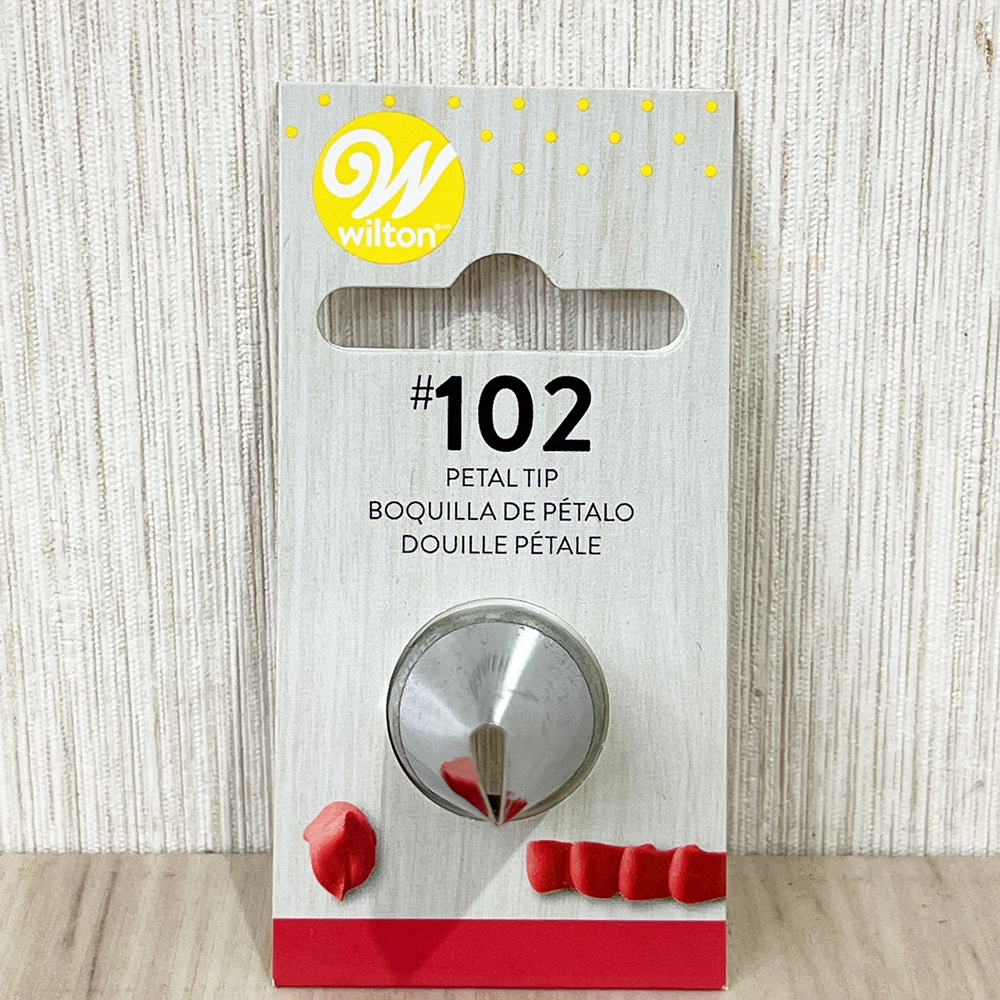 W
wilton
#102
PETAL TIP
BOQUILLA DE PÉTALO
DOUILLE PÉTALE